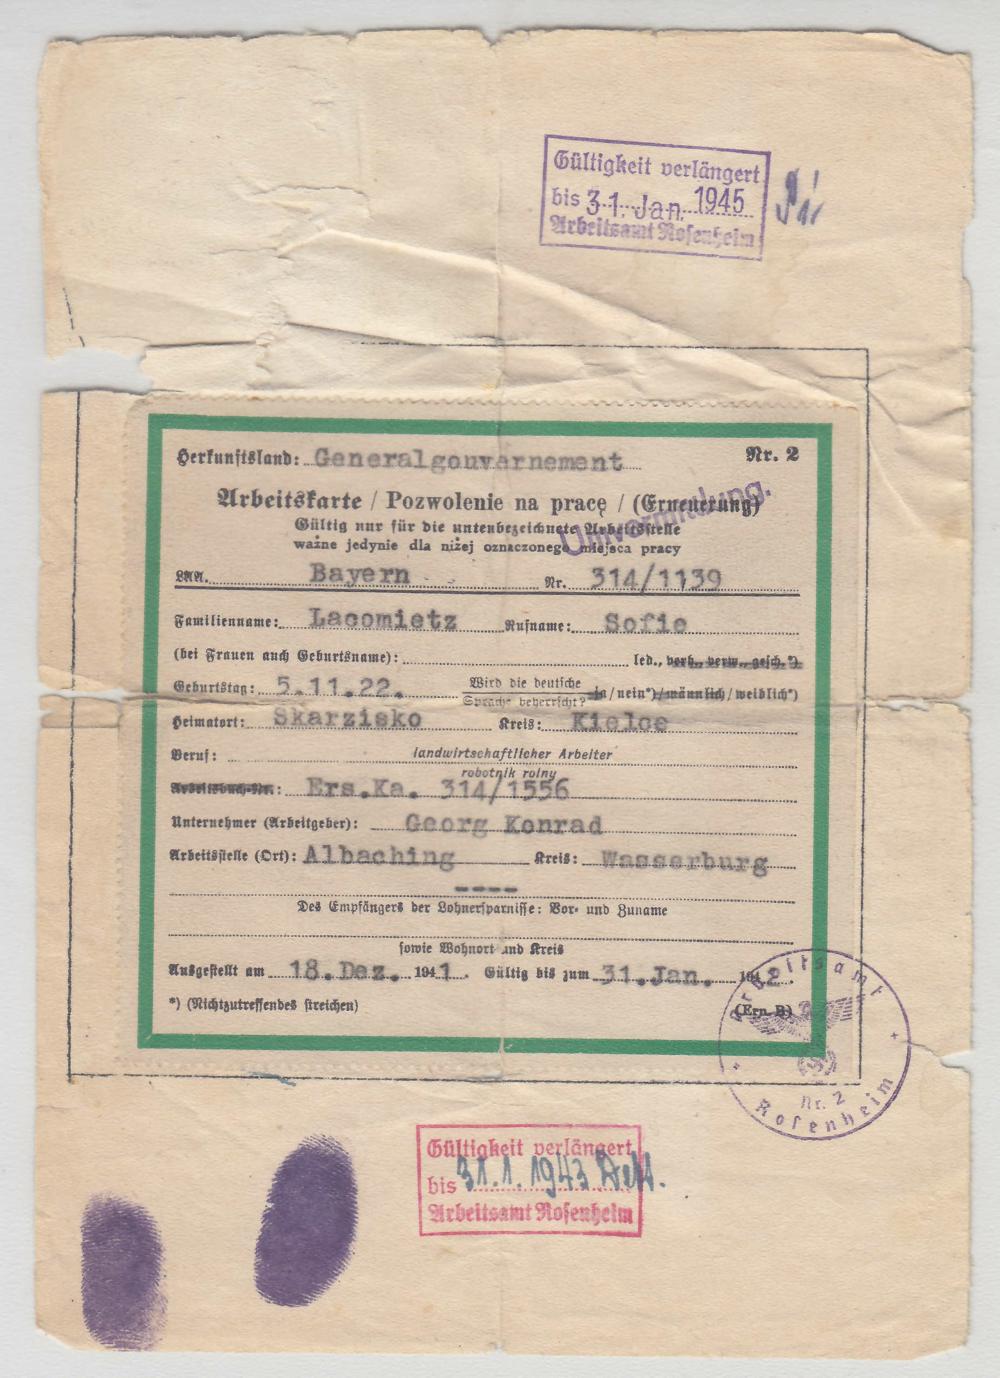 Gültigkeit verlängert
bis 31. Jan. 1945
Arbeitsamt Rosenheim
Herkunftsland: Generalgouvernement Nr. 2
Arbeitskarte / Pozwolenie na pracę / (Erneuerung)
Gültig nur für die untenbezeichnete Arbeitsstelle
ważne jedynie dla niżej oznaczonego miejsca pracy
LAA. Bayern Nr. 314/1139
Familienname: Lacomietz Rufname: Sofie
(bei Frauen auch Geburtsname): led., verh., verw., gesch.*)
Geburtstag: 5.11.22. Wird die deutsche Sprache beherrscht? ja/nein*)/männlich/weiblich*)
Heimatort: Skarzisko Kreis: Kielce
Beruf: landwirtschaftlicher Arbeiter
robotnik rolny
Arbeitsbuch-Nr.: Ers.Ka. 314/1556
Unternehmer (Arbeitgeber): Georg Konrad
Arbeitsstelle (Ort): Albaching Kreis: Wasserburg
----
Des Empfängers der Lohnersparnisse: Vor- und Zuname
sowie Wohnort und Kreis
Ausgestellt am 18.Dez. 1941. Gültig bis zum 31.Jan. 1942.
*) (Nichtzutreffendes streichen) (Ern. B)
Arbeitsamt
Nr. 2
Rosenheim
Gültigkeit verlängert
bis 31.1.1943
Arbeitsamt Rosenheim